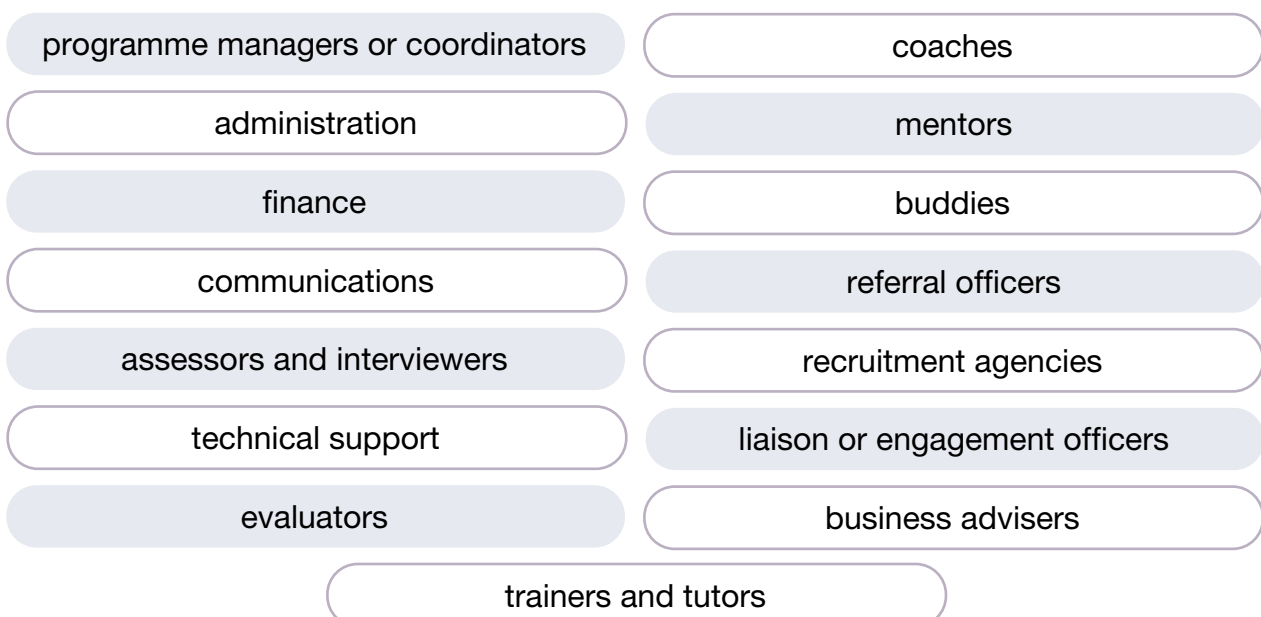 programme managers or coordinators
administration
finance
communications
assessors and interviewers
technical support
evaluators
coaches
mentors
buddies
referral officers
recruitment agencies
liaison or engagement officers
business advisers
trainers and tutors